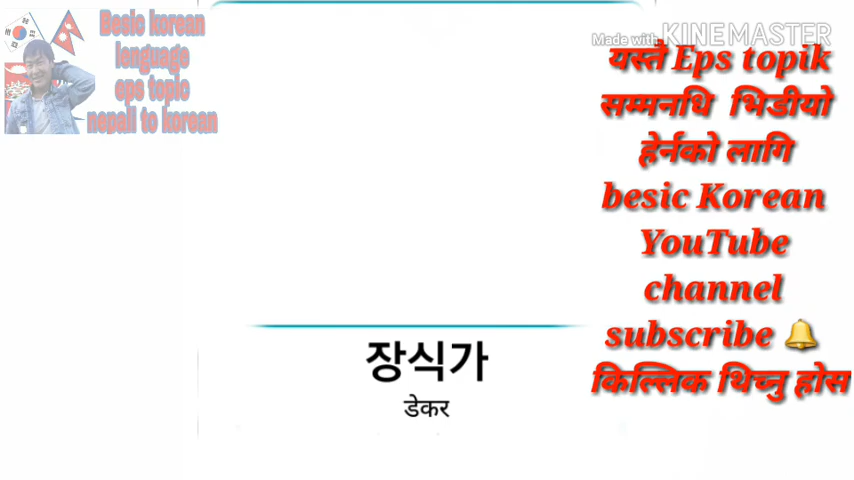 Besic korean
lenguage
eps topic
nepali to korean
Made with KINEMASTER
यस्तै Eps topik
सम्मनधि भिडीयो
हेर्नको लागि
besic Korean
YouTube
channel
subscribe 🔔
किल्लिक थिच्नु होस
장식가
डेकर